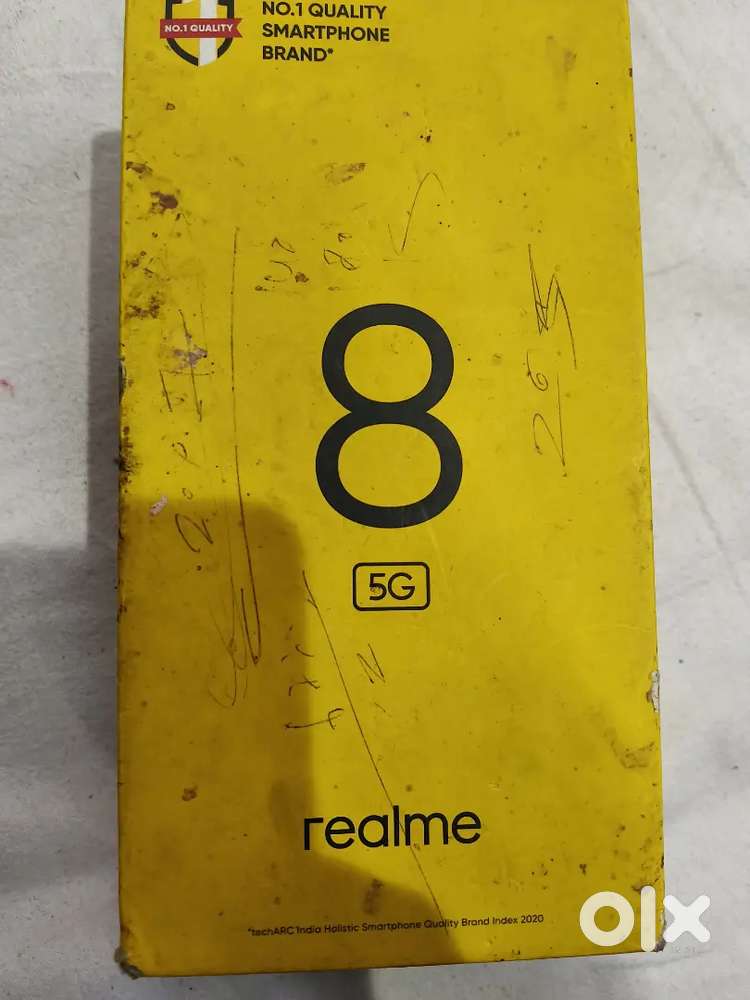 NO.1 QUALITY
NO.1 QUALITY
SMARTPHONE
BRAND*
8
5G
realme
*techARC India Holistic Smartphone Quality Brand Index 2020
olx